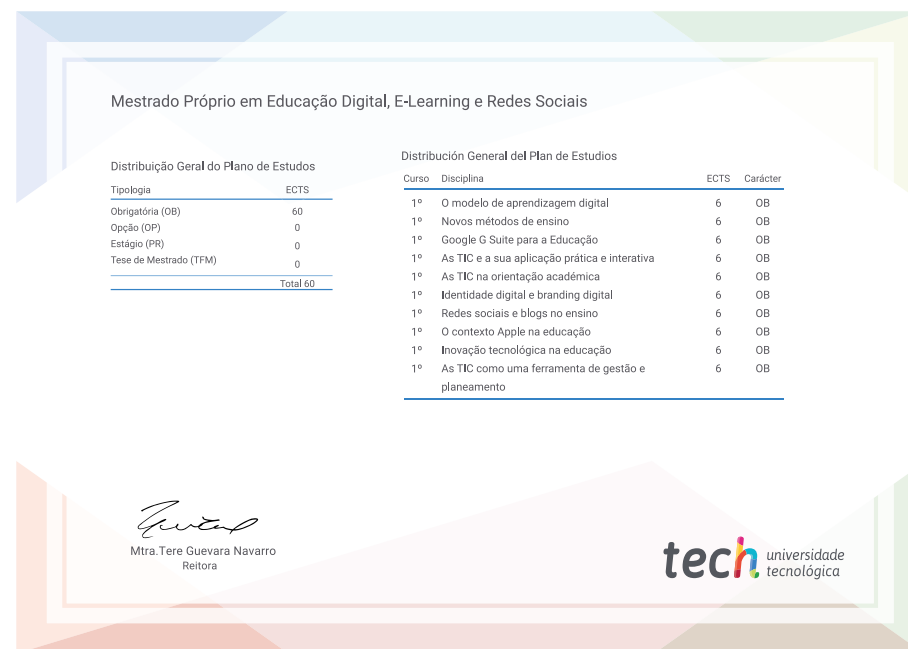 Mestrado Próprio em Educação Digital, E-Learning e Redes Sociais
Distribuição Geral do Plano de Estudos
Tipologia ECTS
Obrigatória (OB) 60
Opção (OP) 0
Estágio (PR) 0
Tese de Mestrado (TFM) 0
Total 60
Distribución General del Plan de Estudios
Curso Disciplina ECTS Carácter
1º O modelo de aprendizagem digital 6 OB
1º Novos métodos de ensino 6 OB
1º Google G Suite para a Educação 6 OB
1º As TIC e a sua aplicação prática e interativa 6 OB
1º As TIC na orientação académica 6 OB
1º Identidade digital e branding digital 6 OB
1º Redes sociais e blogs no ensino 6 OB
1º O contexto Apple na educação 6 OB
1º Inovação tecnológica na educação 6 OB
1º As TIC como uma ferramenta de gestão e 6 OB
planeamento
Mtra.Tere Guevara Navarro
Reitora
tech universidade
tecnológica